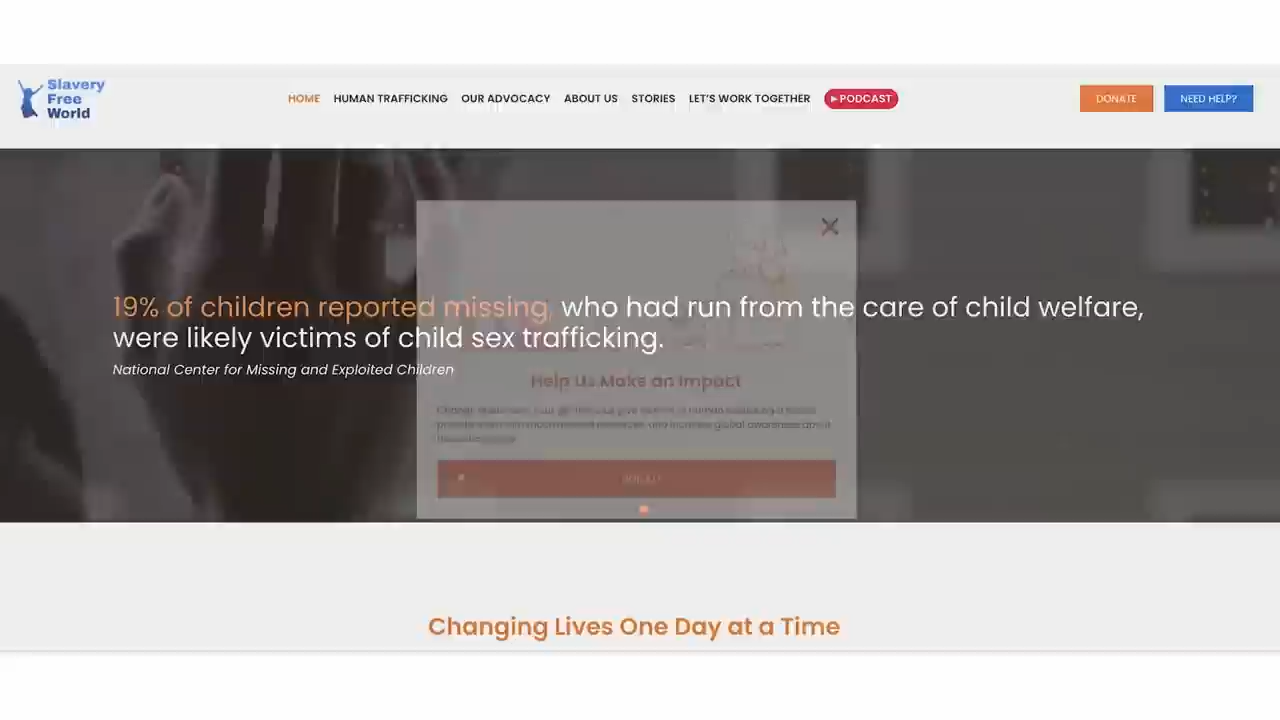 Slavery
Free
World
HOME HUMAN TRAFFICKING OUR ADVOCACY ABOUT US STORIES LET'S WORK TOGETHER PODCAST
DONATE NEED HELP?
19% of children reported missing, who had run from the care of child welfare,
were likely victims of child sex trafficking.
National Center for Missing and Exploited Children
Help Us Make an Impact
Changing Lives One Day at a Time